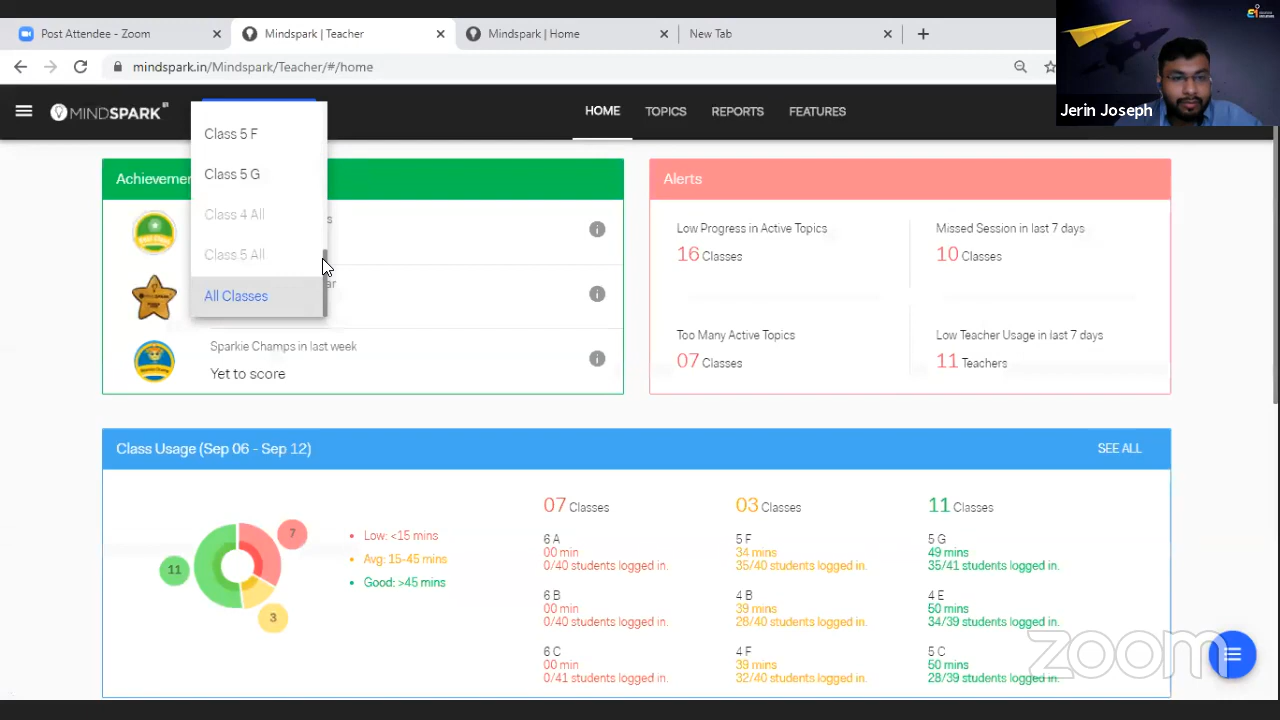 Post Attendee - Zoom
Mindspark | Teacher
Mindspark | Home
New Tab
mindspark.in/Mindspark/Teacher/#/home
Jerin Joseph
MINDSPARK
HOME
TOPICS
REPORTS
FEATURES
Class 5 F
Class 5 G
Class 4 All
Class 5 All
All Classes
Sparkie Champs in last week
Yet to score
Alerts
Low Progress in Active Topics
16 Classes
Missed Session in last 7 days
10 Classes
Too Many Active Topics
07 Classes
Low Teacher Usage in last 7 days
11 Teachers
Class Usage (Sep 06 - Sep 12)
SEE ALL
7
11
3
Low: <15 mins
Avg: 15-45 mins
Good: >45 mins
07 Classes
6 A
00 min
0/40 students logged in.
6 B
00 min
0/40 students logged in.
6 C
00 min
0/41 students logged in.
03 Classes
5 F
34 mins
35/40 students logged in.
4 B
39 mins
28/40 students logged in.
4 F
39 mins
32/40 students logged in.
11 Classes
5 G
49 mins
35/41 students logged in.
4 E
50 mins
34/39 students logged in.
5 C
50 mins
28/39 students logged in.
zoom